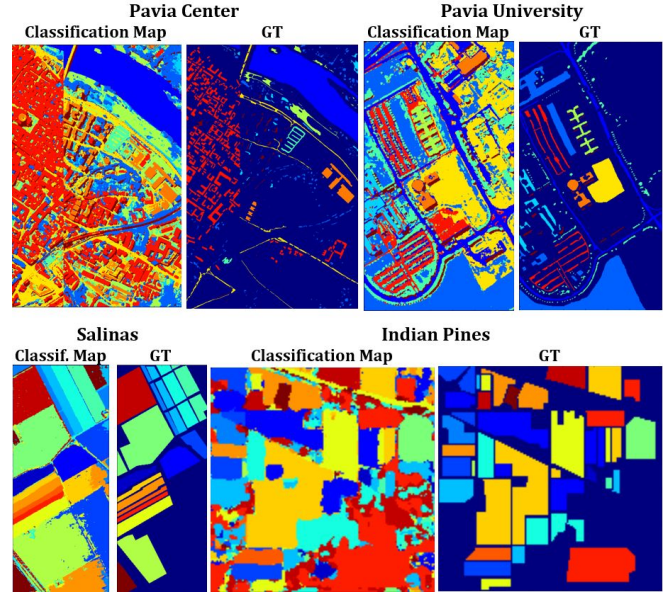 Pavia Center
Pavia University
Classification Map
GT
Classification Map
GT
Salinas
Indian Pines
Classif. Map
GT
Classification Map
GT